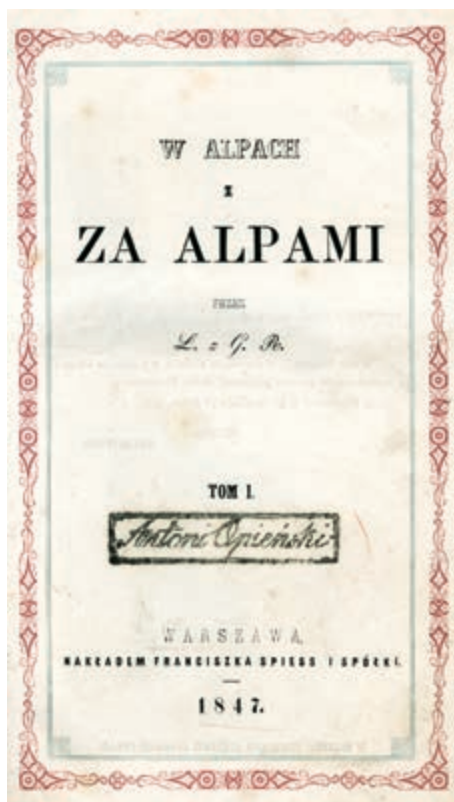 W ALPACH
I
ZA ALPAMI
PRZEZ
L. z G. R.
TOM I.
Antoni Opieński
WARSZAWA,
NAKŁADEM FRANCISZKA SPIESS I SPÓŁKI.
1847.